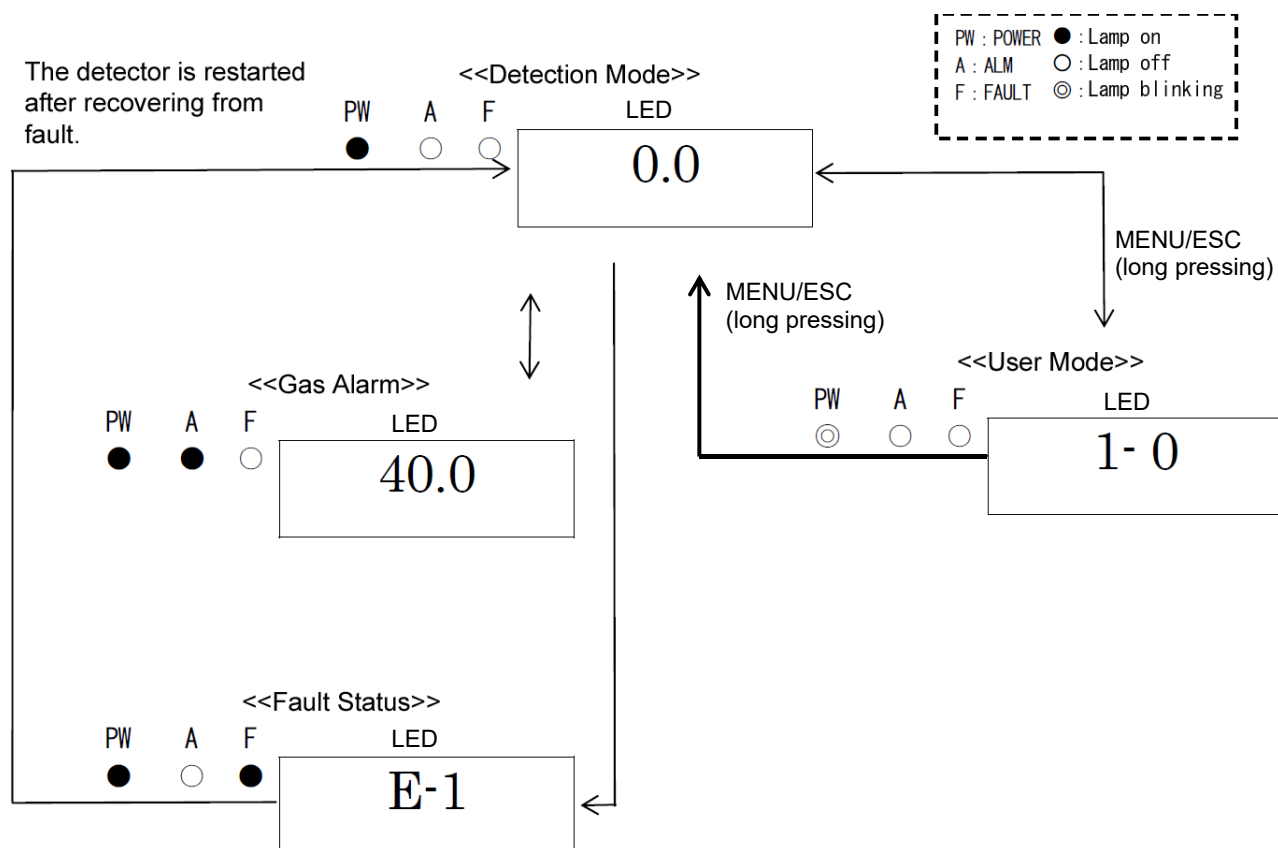 The detector is restarted
after recovering from
fault.
<<Detection Mode>>
PW A F LED
0.0
PW : POWER ● : Lamp on
A : ALM ○ : Lamp off
F : FAULT ◎ : Lamp blinking
MENU/ESC
(long pressing)
MENU/ESC
(long pressing)
<<Gas Alarm>>
PW A F LED
40.0
<<User Mode>>
PW A F LED
1- 0
<<Fault Status>>
PW A F LED
E-1